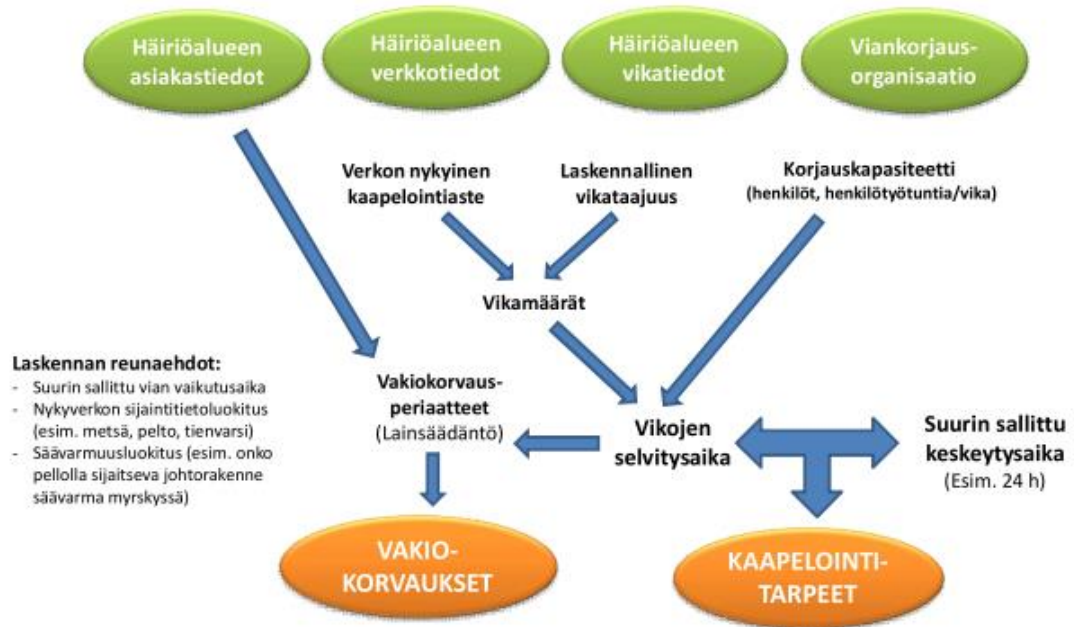 Häiriöalueen
asiakastiedot
Häiriöalueen
verkkotiedot
Häiriöalueen
vikatiedot
Viankorjaus-
organisaatio
Verkon nykyinen
kaapelointiaste
Laskennallinen
vikataajuus
Korjauskapasiteetti
(henkilöt, henkilötyötuntia/vika)
Vikamäärät
Laskennan reunaehdot:
- Suurin sallittu vian vaikutusaika
- Nykyverkon sijaintitietoluokitus
(esim. metsä, pelto, tienvarsi)
- Säävarmuusluokitus (esim. onko
pellolla sijaitseva johtorakenne
säävarma myrskyssä)
Vakiokorvaus-
periaatteet
(Lainsäädäntö)
Vikojen
selvitysaika
Suurin sallittu
keskeytysaika
(Esim. 24 h)
VAKIO-
KORVAUKSET
KAAPELOINTI-
TARPEET